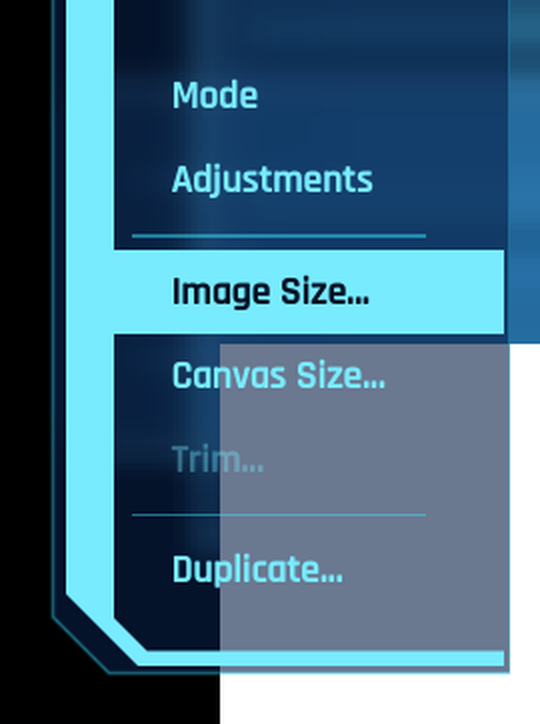 Mode
Adjustments
Image Size...
Canvas Size...
Trim...
Duplicate...